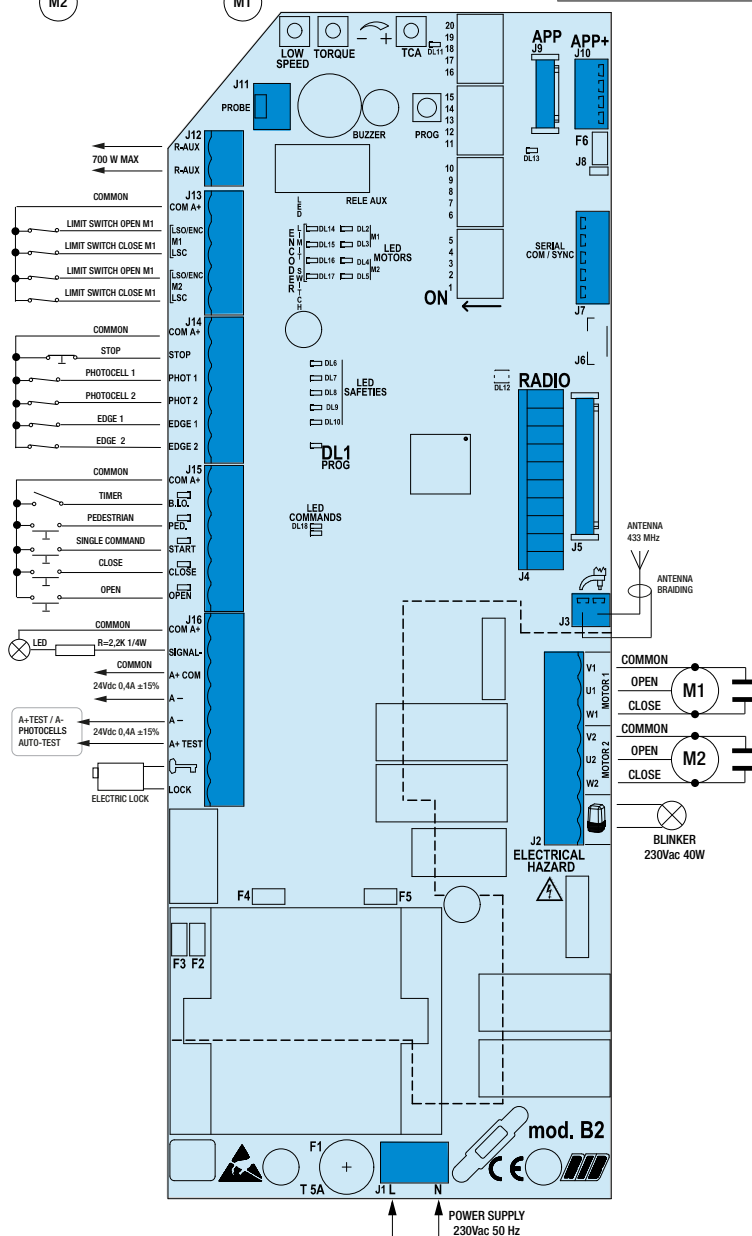 M2
M1
LOW SPEED
TORQUE
− +
TCA
DL11
20
19
18
17
16
APP
J9
APP+
J10
J11
PROBE
BUZZER
PROG
15
14
13
12
11
DL13
F6
J8
J12
R-AUX
700 W MAX
R-AUX
RELE AUX
10
9
8
7
6
COMMON
J13
COM A+
LIMIT SWITCH OPEN M1
LSO/ENC
M1
LIMIT SWITCH CLOSE M1
LSC
LIMIT SWITCH OPEN M1
LSO/ENC
M2
LIMIT SWITCH CLOSE M1
LSC
LED
ENCODER
LIMIT SWITCH
DL14
DL2
M1
DL15
DL3
DL16
DL4
M2
DL17
DL5
LED
MOTORS
5
4
3
2
1
ON
SERIAL
COM / SYNC
J7
J6
COMMON
J14
COM A+
STOP
STOP
PHOTOCELL 1
PHOT 1
PHOTOCELL 2
PHOT 2
EDGE 1
EDGE 1
EDGE 2
EDGE 2
DL6
DL7
DL8
DL9
DL10
LED
SAFETIES
DL12
RADIO
DL1
PROG
COMMON
J15
COM A+
TIMER
B.I.O.
PEDESTRIAN
PED.
SINGLE COMMAND
START
CLOSE
CLOSE
OPEN
OPEN
LED
COMMANDS
DL18
J4
J5
ANTENNA
433 MHz
ANTENNA
BRAIDING
J3
COMMON
J16
COM A+
LED
R=2,2K 1/4W
SIGNAL-
COMMON
A+ COM
24Vdc 0,4A ±15%
A −
A+TEST / A-
PHOTOCELLS
AUTO-TEST
A −
24Vdc 0,4A ±15%
A+ TEST
ELECTRIC LOCK
LOCK
V1
U1
W1
MOTOR 1
COMMON
OPEN
CLOSE
M1
V2
U2
W2
MOTOR 2
COMMON
OPEN
CLOSE
M2
BLINKER
230Vac 40W
J2
ELECTRICAL
HAZARD
F4
F5
F3
F2
mod. B2
F1
T 5A
+
J1 L
N
CE
POWER SUPPLY
230Vac 50 Hz